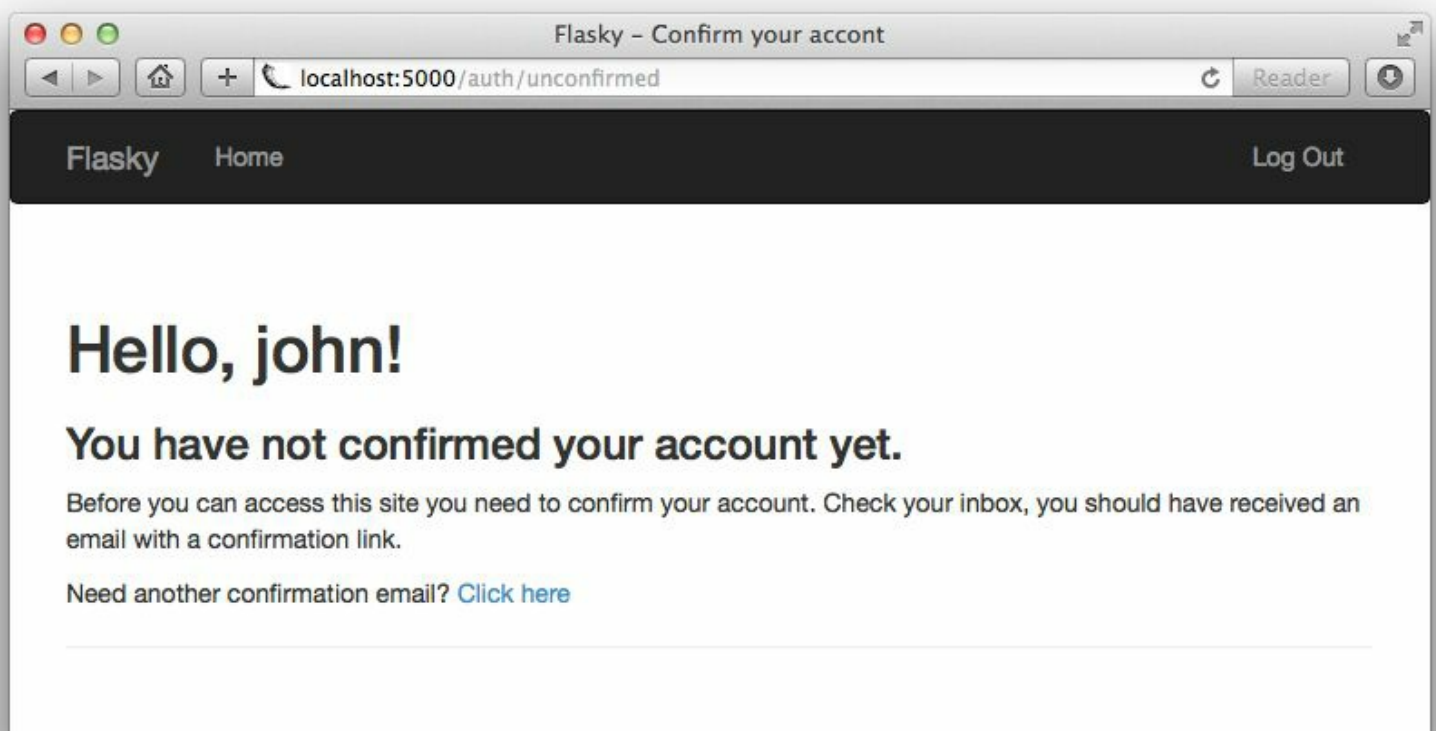 Flasky – Confirm your accont
localhost:5000/auth/unconfirmed
Reader
Flasky
Home
Log Out
Hello, john!
You have not confirmed your account yet.
Before you can access this site you need to confirm your account. Check your inbox, you should have received an
email with a confirmation link.
Need another confirmation email? Click here